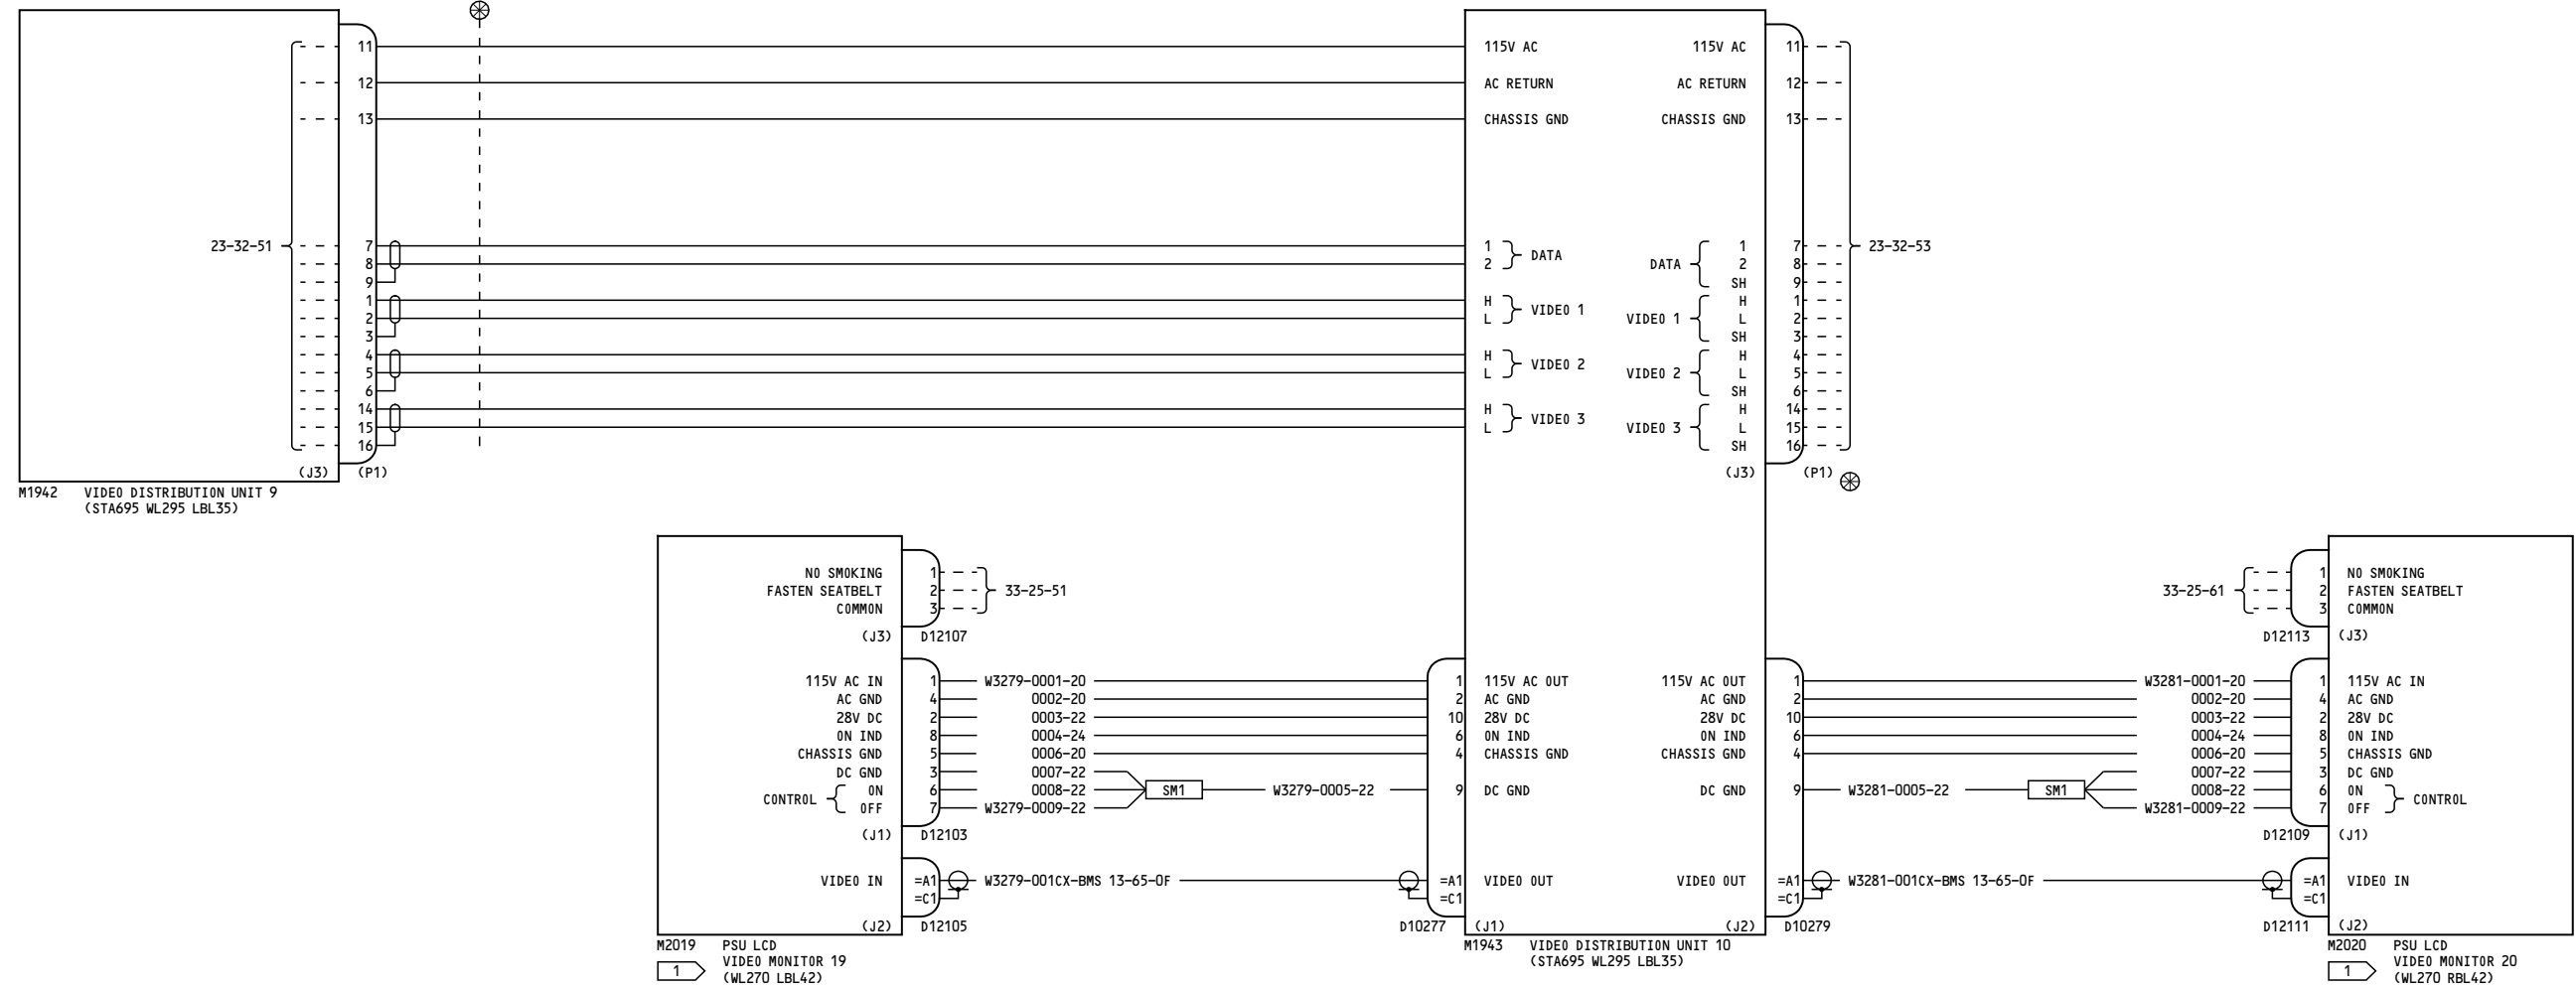 11
12
13
23-32-51
7
8
9
1
2
3
4
5
6
14
15
16
(J3) (P1)
M1942 VIDEO DISTRIBUTION UNIT 9
(STA695 WL295 LBL35)
115V AC 115V AC 11
AC RETURN AC RETURN 12
CHASSIS GND CHASSIS GND 13
1 DATA 1 7 23-32-53
2 DATA 2 8
SH 9
H VIDEO 1 H 1
L VIDEO 1 L 2
SH 3
H VIDEO 2 H 4
L VIDEO 2 L 5
SH 6
H VIDEO 3 H 14
L VIDEO 3 L 15
SH 16
(J3) (P1)
NO SMOKING 1
FASTEN SEATBELT 2 33-25-51
COMMON 3
(J3) D12107
115V AC IN 1 W3279-0001-20 1 115V AC OUT
AC GND 4 0002-20 2 AC GND
28V DC 2 0003-22 10 28V DC
ON IND 8 0004-24 6 ON IND
CHASSIS GND 5 0006-20 4 CHASSIS GND
DC GND 3 0007-22
CONTROL ON 6 0008-22 SM1 W3279-0005-22 9 DC GND
OFF 7 W3279-0009-22
(J1) D12103
VIDEO IN =A1 W3279-001CX-BMS 13-65-0F =A1 VIDEO OUT
=C1 =C1
(J2) D12105 D10277 (J1)
M2019 PSU LCD
VIDEO MONITOR 19
1 (WL270 LBL42)
M1943 VIDEO DISTRIBUTION UNIT 10
(STA695 WL295 LBL35)
115V AC OUT 1 W3281-0001-20 1 115V AC IN
AC GND 2 0002-20 4 AC GND
28V DC 10 0003-22 2 28V DC
ON IND 6 0004-24 8 ON IND
CHASSIS GND 4 0006-20 5 CHASSIS GND
0007-22 3 DC GND
DC GND 9 W3281-0005-22 SM1 0008-22 6 ON CONTROL
W3281-0009-22 7 OFF
D12109 (J1)
VIDEO OUT =A1 W3281-001CX-BMS 13-65-0F =A1 VIDEO IN
=C1 =C1
(J2) D10279 D12111 (J2)
1 NO SMOKING
33-25-61 2 FASTEN SEATBELT
3 COMMON
D12113 (J3)
M2020 PSU LCD
VIDEO MONITOR 20
1 (WL270 RBL42)